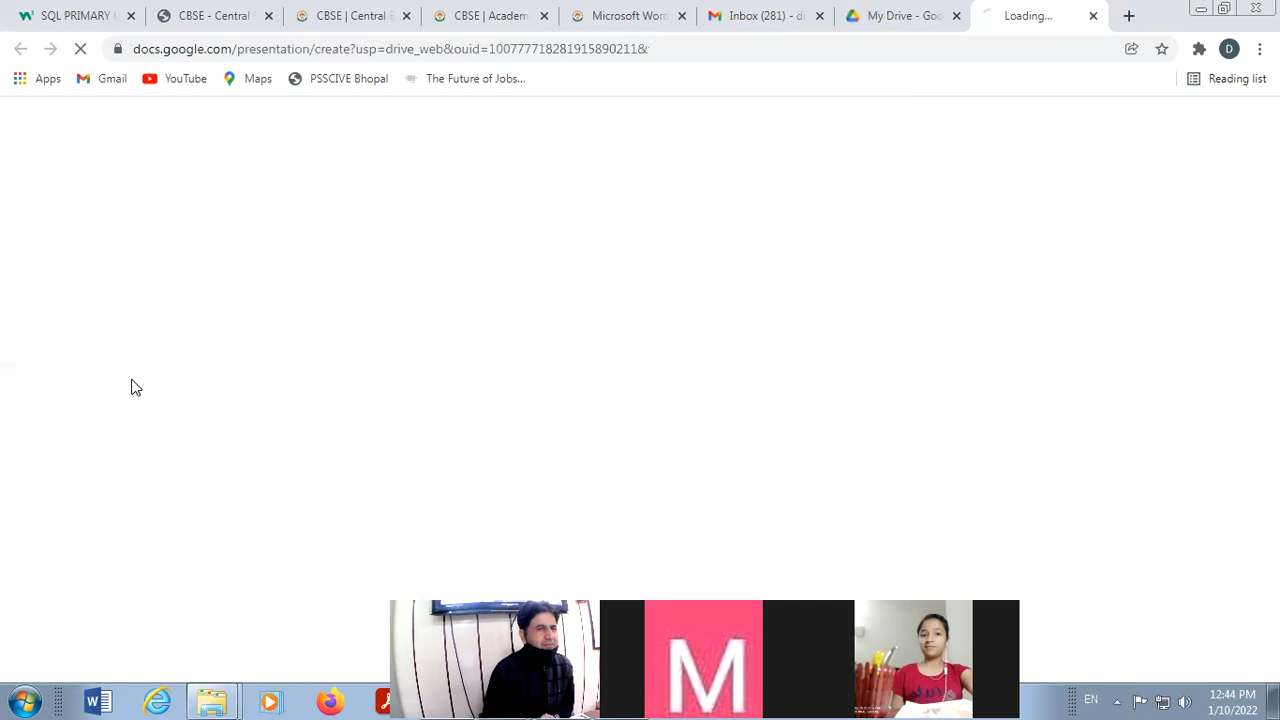 SQL PRIMARY K
CBSE - Central S
CBSE | Central E
CBSE | Academ
Microsoft Word
Inbox (281) - di
My Drive - Goo
Loading...
docs.google.com/presentation/create?usp=drive_web&ouid=100777718281915890211&
D
Apps
Gmail
YouTube
Maps
PSSCIVE Bhopal
The Future of Jobs...
Reading list
M
EN
12:44 PM
1/10/2022